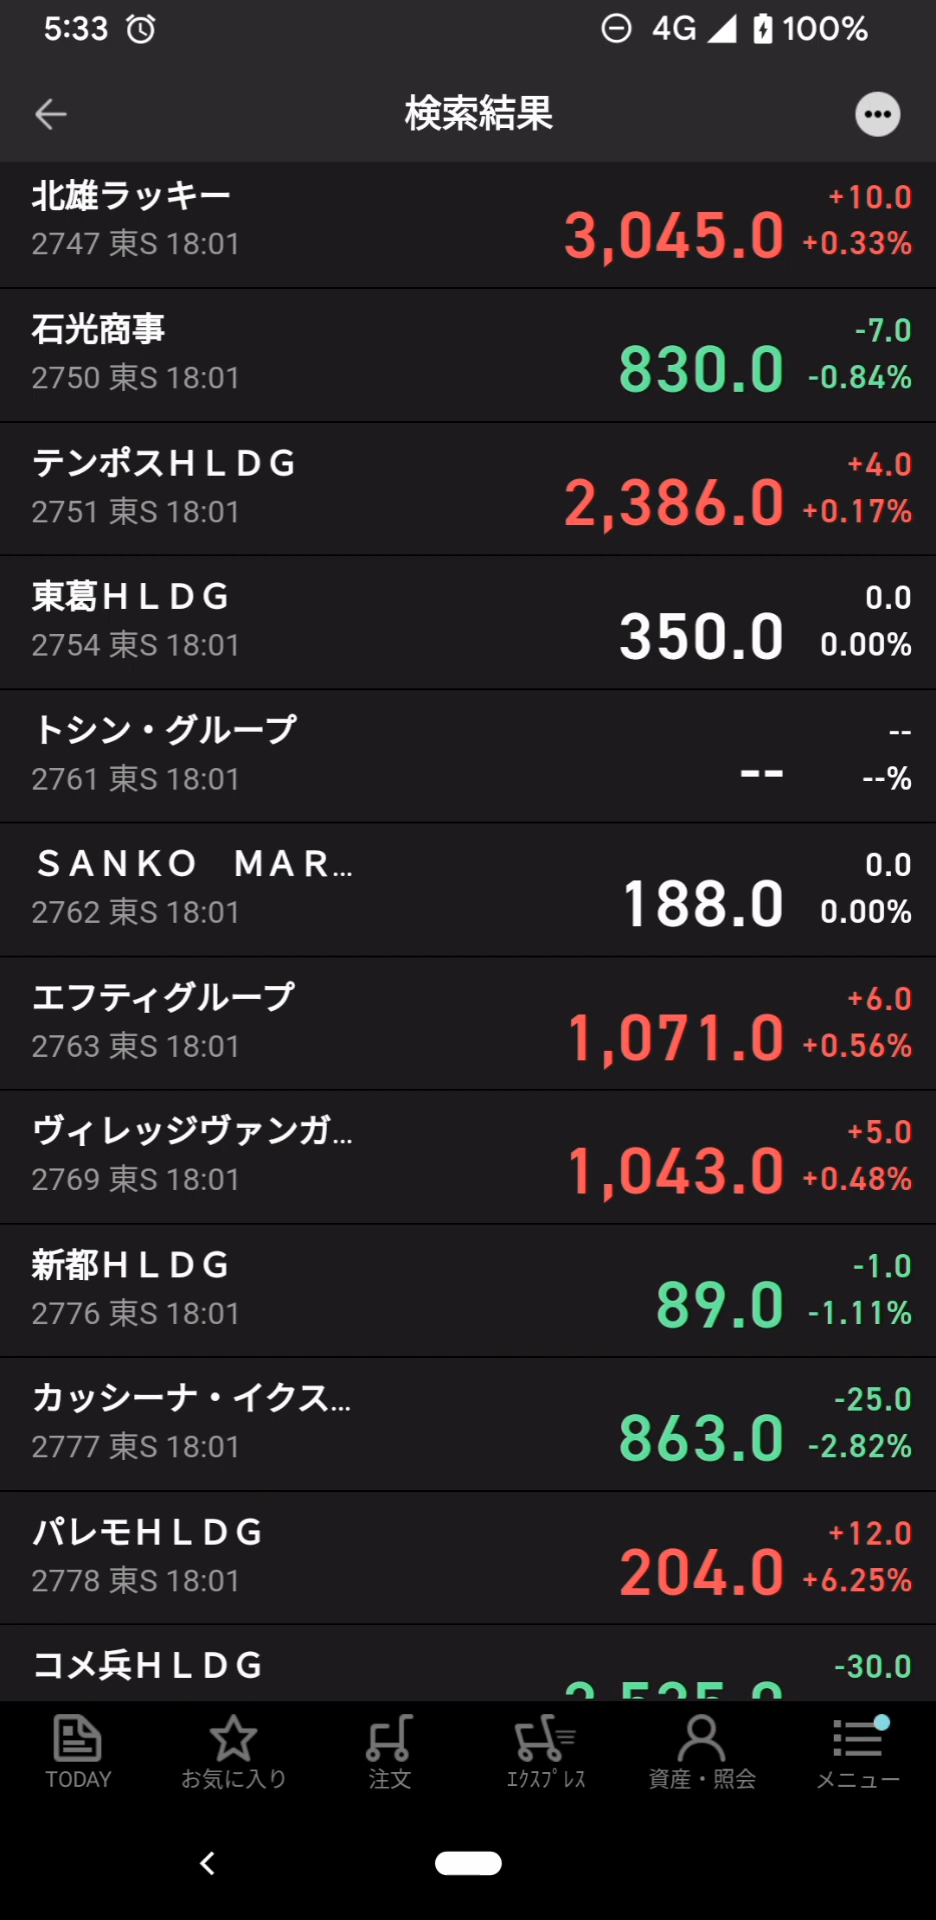 5:33 4G 100%
検索結果
北雄ラッキー +10.0
2747 東S 18:01 3,045.0 +0.33%
石光商事 -7.0
2750 東S 18:01 830.0 -0.84%
テンポスＨＬＤＧ +4.0
2751 東S 18:01 2,386.0 +0.17%
東葛ＨＬＤＧ 0.0
2754 東S 18:01 350.0 0.00%
トシン・グループ --
2761 東S 18:01 -- --%
ＳＡＮＫＯ　ＭＡＲ... 0.0
2762 東S 18:01 188.0 0.00%
エフティグループ +6.0
2763 東S 18:01 1,071.0 +0.56%
ヴィレッジヴァンガ... +5.0
2769 東S 18:01 1,043.0 +0.48%
新都ＨＬＤＧ -1.0
2776 東S 18:01 89.0 -1.11%
カッシーナ・イクス... -25.0
2777 東S 18:01 863.0 -2.82%
パレモＨＬＤＧ +12.0
2778 東S 18:01 204.0 +6.25%
コメ兵ＨＬＤＧ -30.0
TODAY お気に入り 注文 ｴｸｽﾌﾟﾚｽ 資産・照会 メニュー